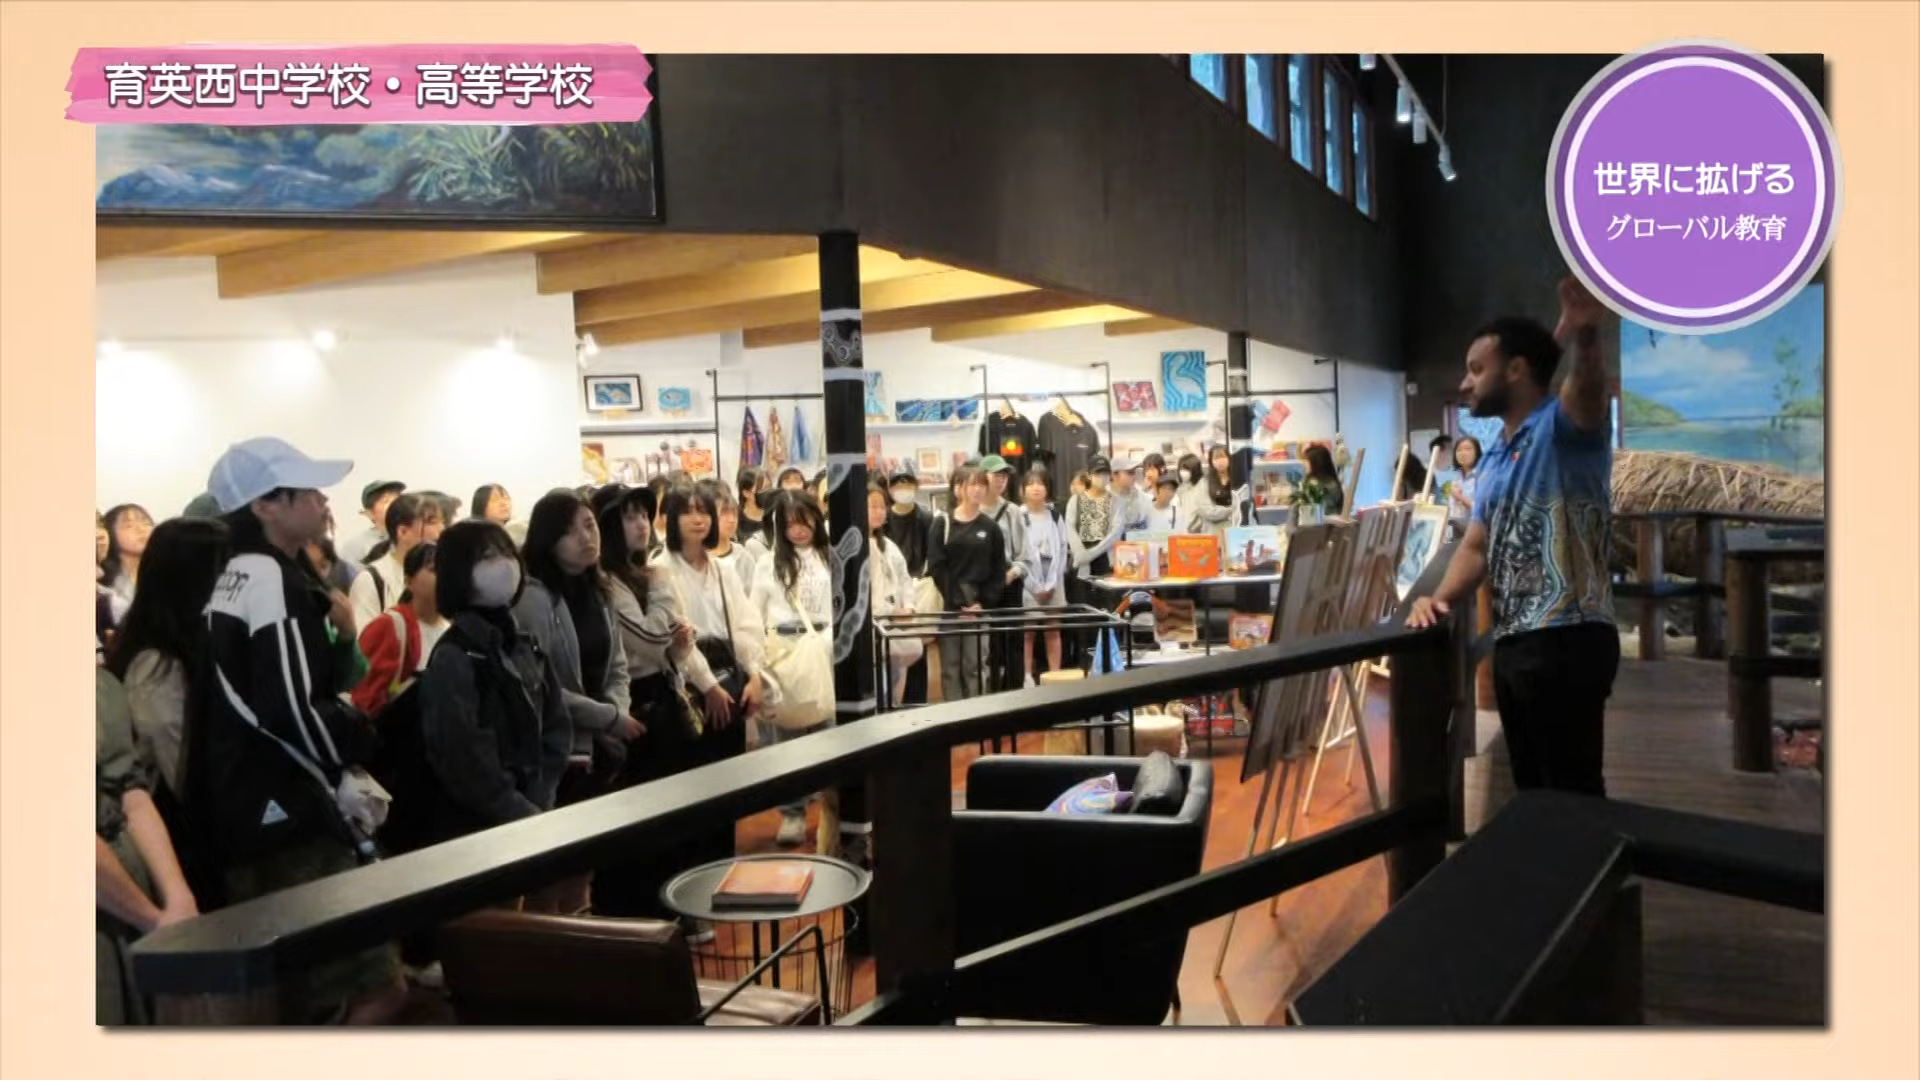 育英西中学校・高等学校
世界に拡げる
グローバル教育